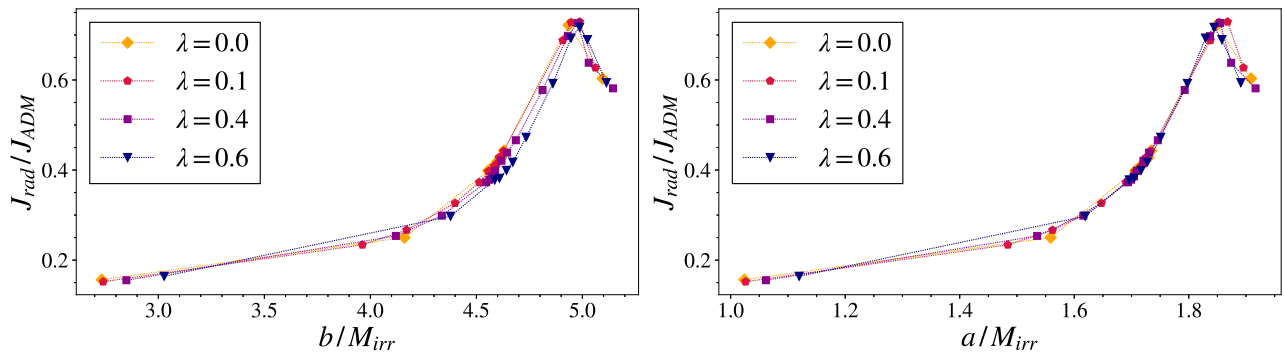 J_rad / J_ADM
0.6
0.4
0.2
λ = 0.0
λ = 0.1
λ = 0.4
λ = 0.6
3.0 3.5 4.0 4.5 5.0
b / M_irr
J_rad / J_ADM
0.6
0.4
0.2
λ = 0.0
λ = 0.1
λ = 0.4
λ = 0.6
1.0 1.2 1.4 1.6 1.8
a / M_irr